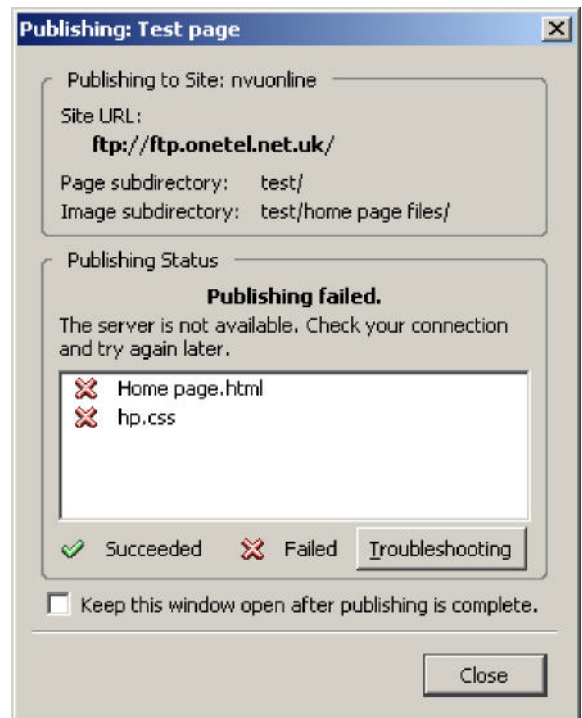 Publishing: Test page
Publishing to Site: nvuonline
Site URL:
ftp://ftp.onetel.net.uk/
Page subdirectory: test/
Image subdirectory: test/home page files/
Publishing Status
Publishing failed.
The server is not available. Check your connection
and try again later.
Home page.html
hp.css
Succeeded Failed Troubleshooting
Keep this window open after publishing is complete.
Close